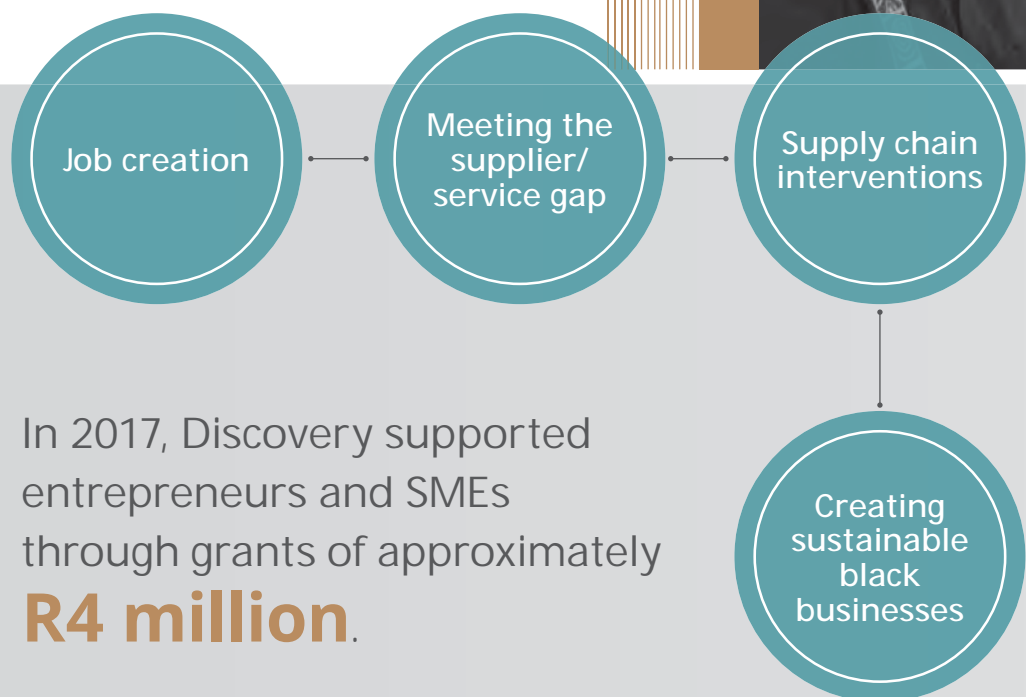 Job creation
Meeting the
supplier/
service gap
Supply chain
interventions
In 2017, Discovery supported
entrepreneurs and SMEs
through grants of approximately
R4 million.
Creating
sustainable
black
businesses